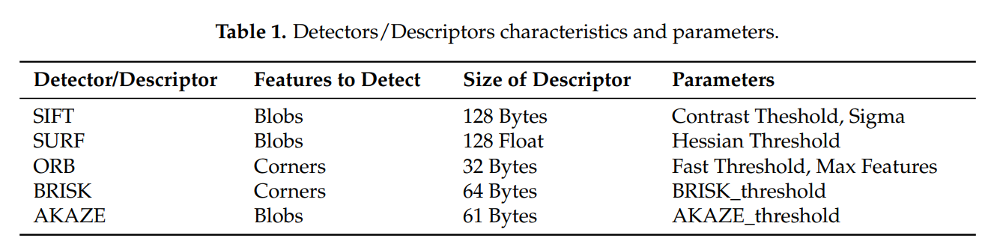 Table 1. Detectors/Descriptors characteristics and parameters.
Detector/Descriptor Features to Detect Size of Descriptor Parameters
SIFT Blobs 128 Bytes Contrast Theshold, Sigma
SURF Blobs 128 Float Hessian Threshold
ORB Corners 32 Bytes Fast Threshold, Max Features
BRISK Corners 64 Bytes BRISK_threshold
AKAZE Blobs 61 Bytes AKAZE_threshold